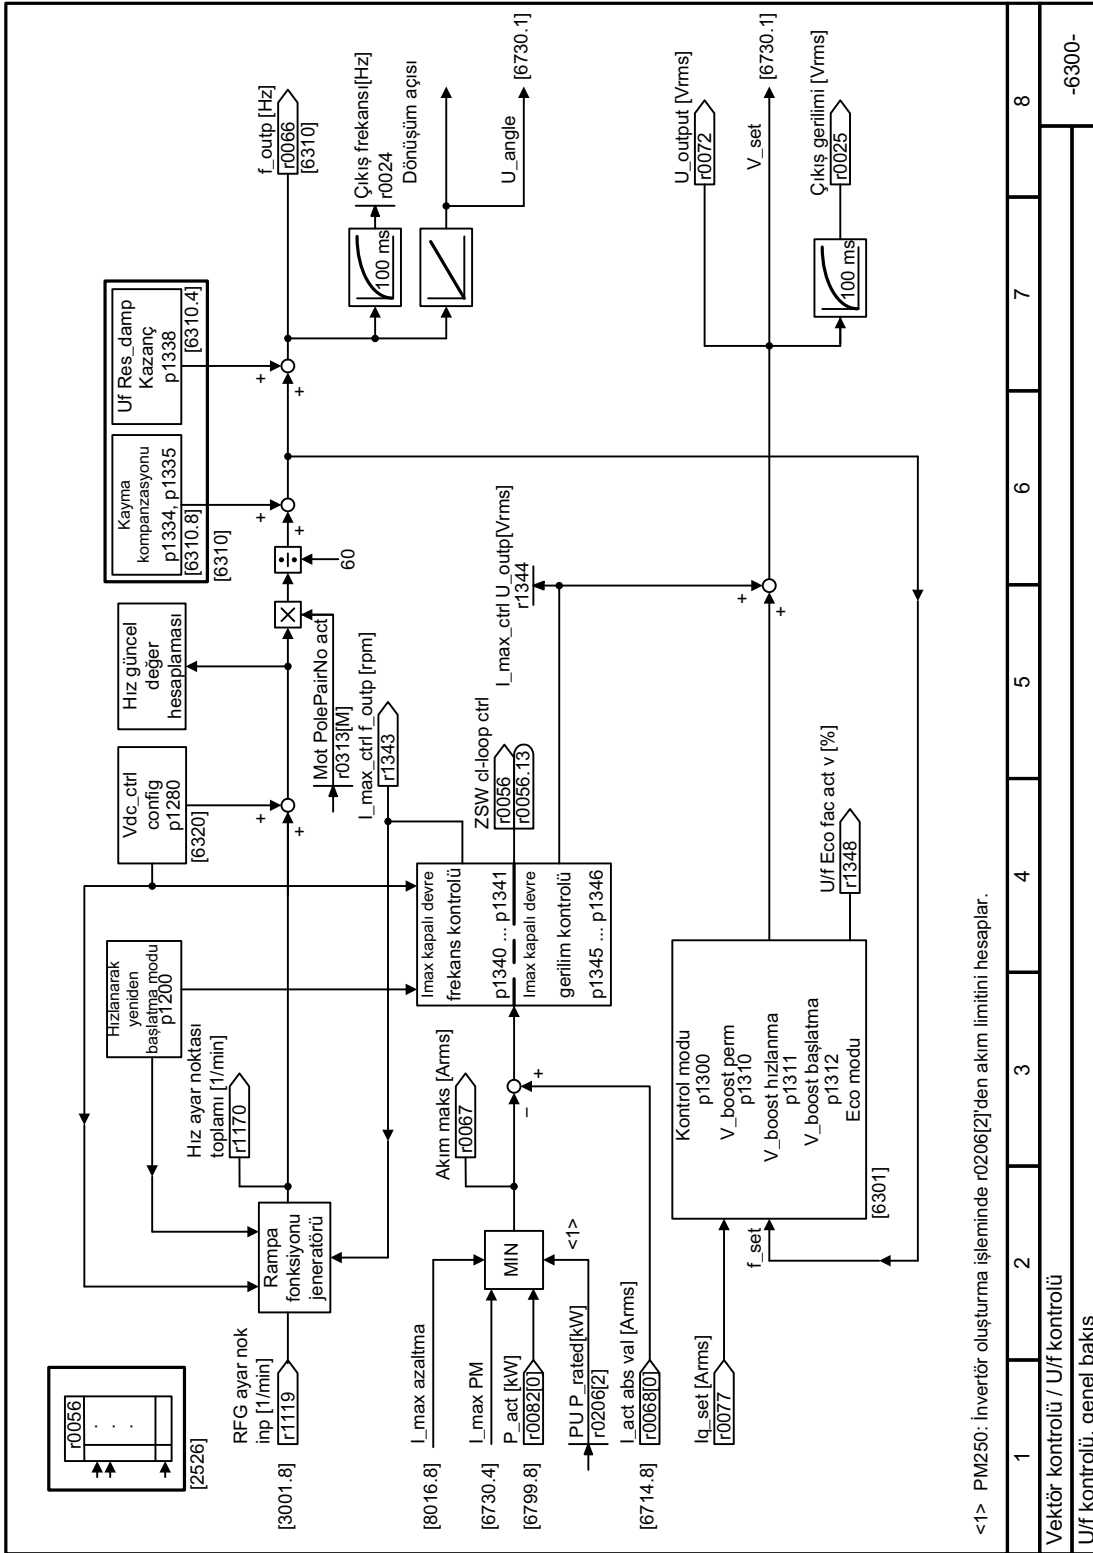 r0056
. . .
[2526]
RFG ayar nok
inp [1/min]
r1119
[3001.8]
Rampa
fonksiyonu
jeneratörü
Hız ayar noktası
toplamı [1/min]
r1170
Hızlanarak
yeniden
başlatma modu
p1200
Vdc_ctrl
config
p1280
[6320]
+
+
Hız güncel
değer
hesaplaması
Mot PolePairNo act
r0313[M]
60
Kayma
kompanzasyonu
p1334, p1335
[6310.8]
[6310]
+
+
Uf Res_damp
Kazanç
p1338
[6310.4]
+
+
f_outp [Hz]
r0066
[6310]
100 ms
Çıkış frekansı[Hz]
r0024
Dönüşüm açısı
U_angle
[6730.1]
I_max_ctrl f_outp [rpm]
r1343
[8016.8]
I_max azaltma
[6730.4]
I_max PM
[6799.8]
P_act [kW]
r0082[0]
PU P_rated[kW]
r0206[2]
<1>
MIN
[6714.8]
I_act abs val [Arms]
r0068[0]
Akım maks [Arms]
r0067
–
+
Imax kapalı devre
frekans kontrolü
p1340 ... p1341
Imax kapalı devre
gerilim kontrolü
p1345 ... p1346
ZSW cl-loop ctrl
r0056
r0056.13
I_max_ctrl U_outp[Vrms]
r1344
Iq_set [Arms]
r0077
f_set
Kontrol modu
p1300
V_boost perm
p1310
V_boost hızlanma
p1311
V_boost başlatma
p1312
Eco modu
[6301]
U/f Eco fac act v [%]
r1348
+
+
U_output [Vrms]
r0072
V_set
[6730.1]
Çıkış gerilimi [Vrms]
r0025
100 ms
<1> PM250: İnvertör oluşturma işleminde r0206[2]'den akım limitini hesaplar.
1 2 3 4 5 6 7 8
Vektör kontrolü / U/f kontrolü
U/f kontrolü, genel bakış
-6300-